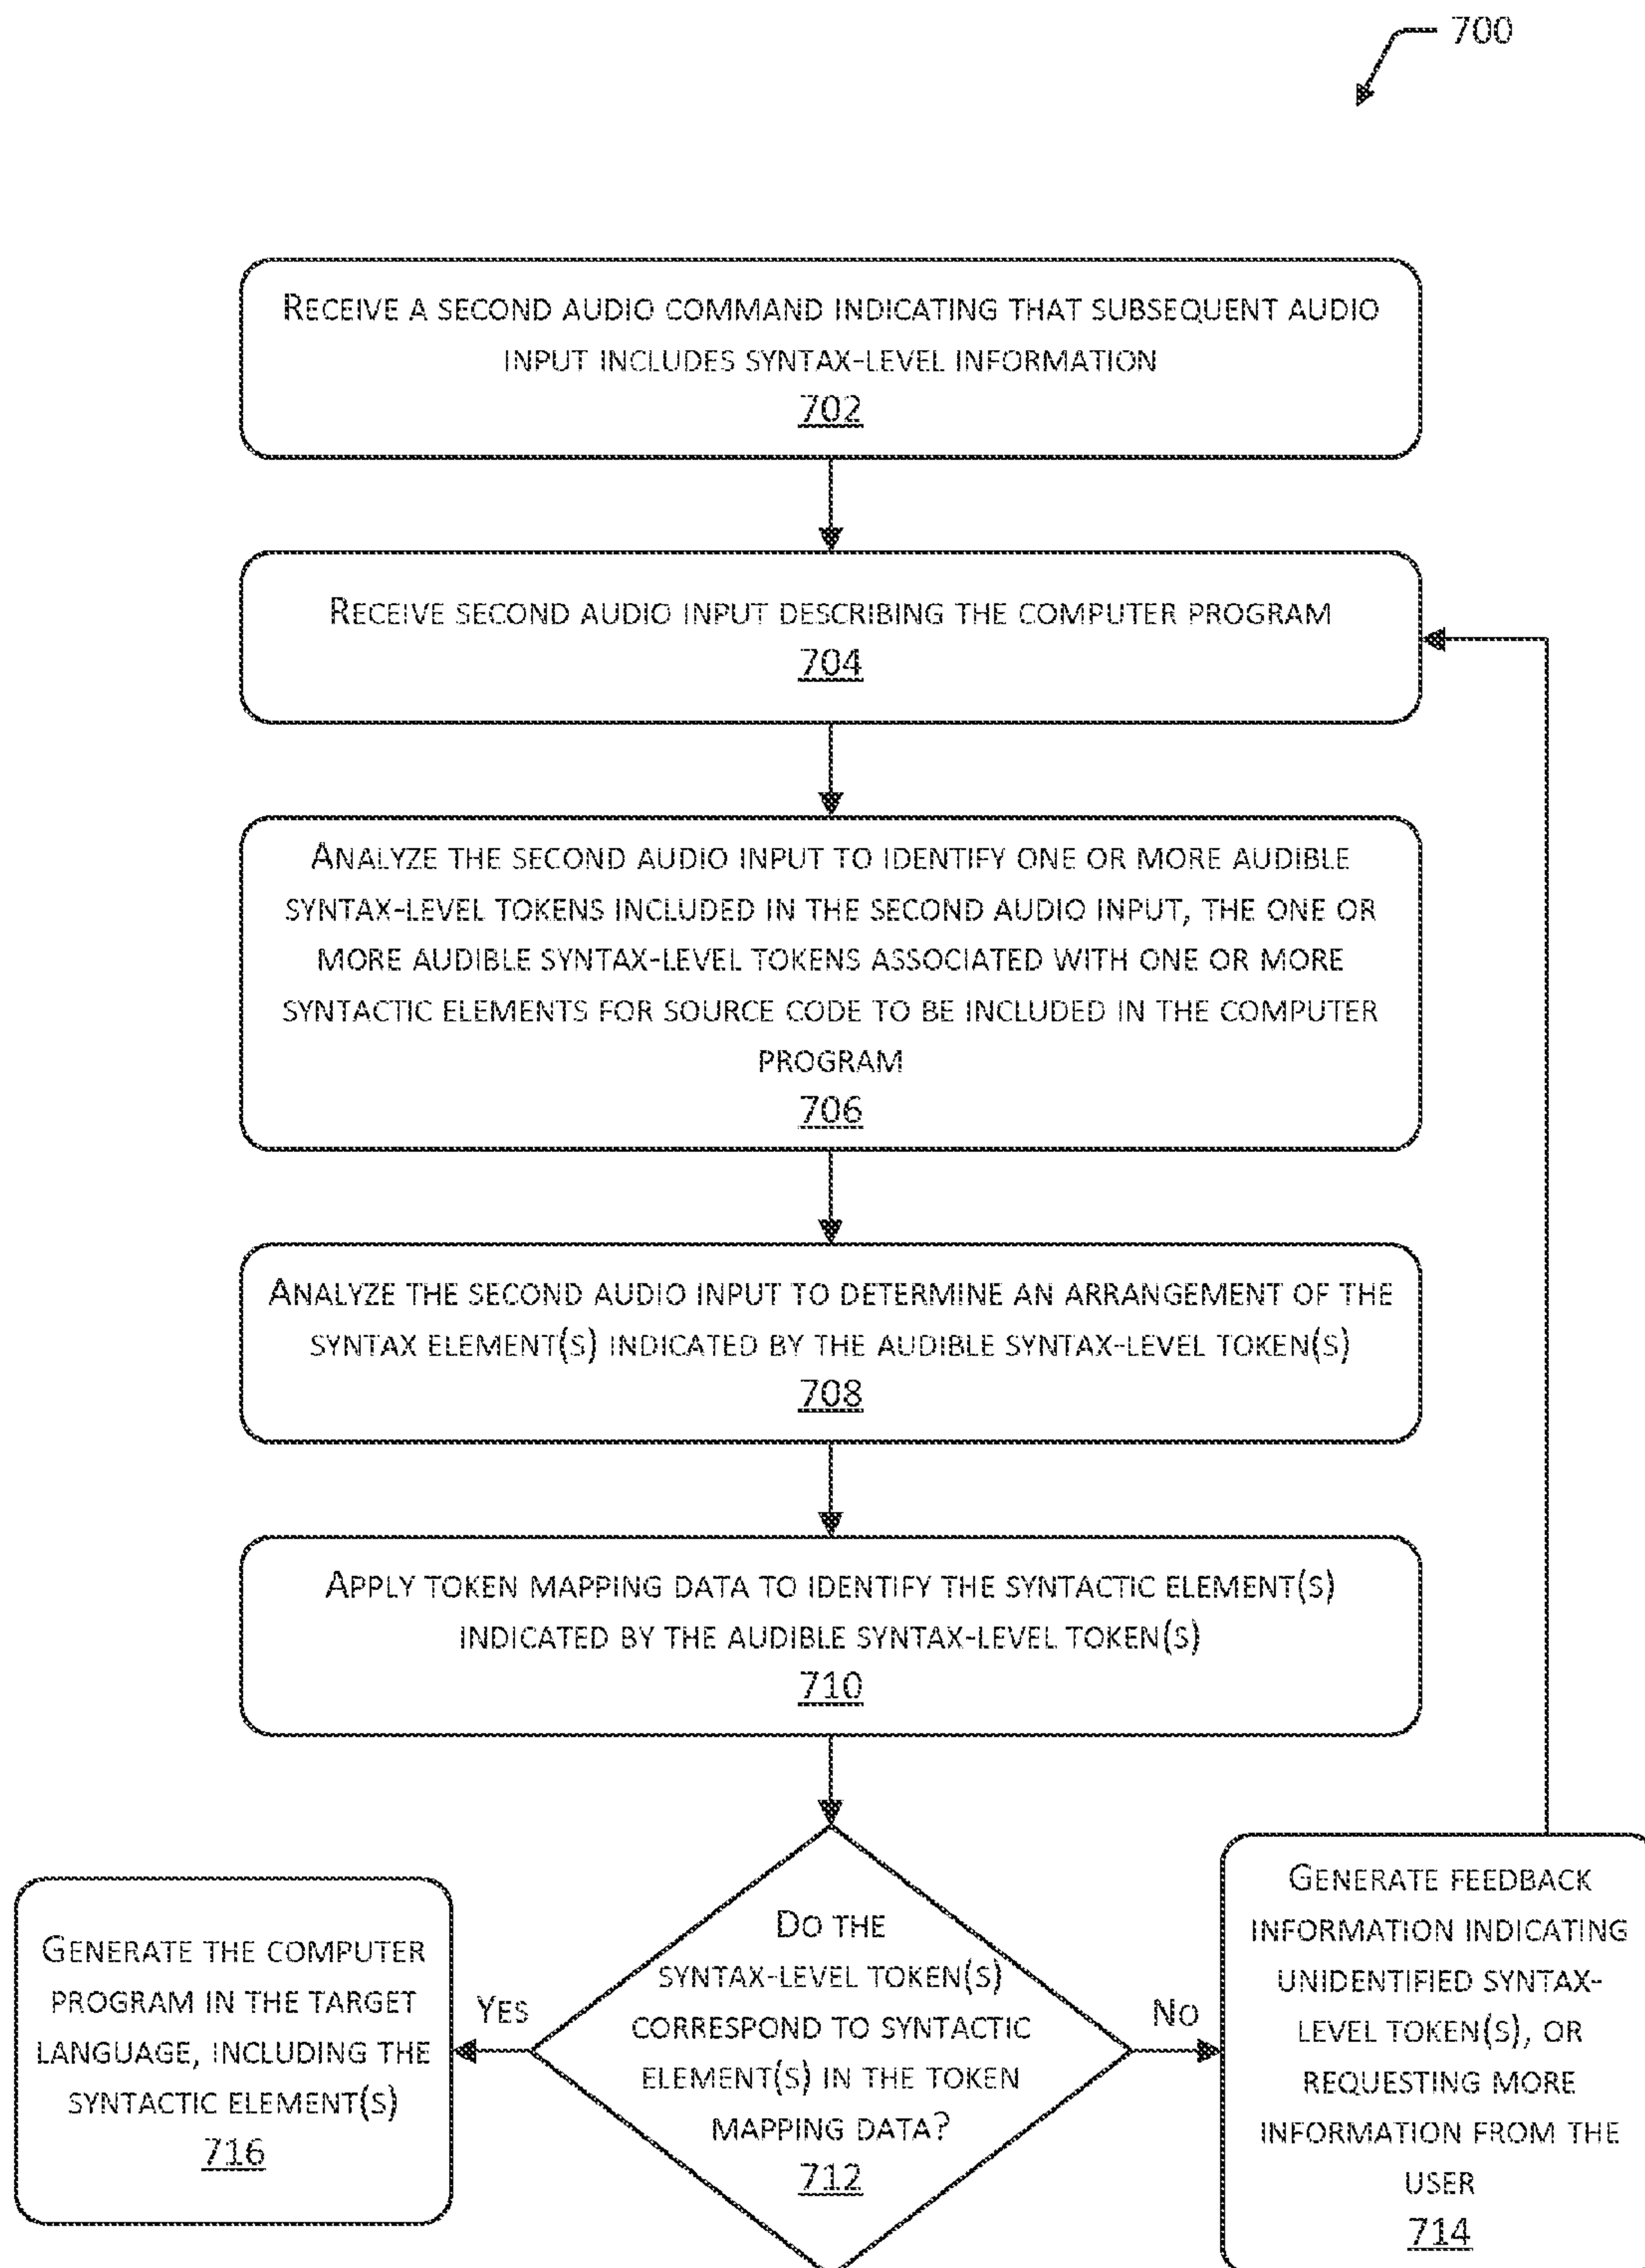 700
RECEIVE A SECOND AUDIO COMMAND INDICATING THAT SUBSEQUENT AUDIO
INPUT INCLUDES SYNTAX-LEVEL INFORMATION
702
RECEIVE SECOND AUDIO INPUT DESCRIBING THE COMPUTER PROGRAM
704
ANALYZE THE SECOND AUDIO INPUT TO IDENTIFY ONE OR MORE AUDIBLE
SYNTAX-LEVEL TOKENS INCLUDED IN THE SECOND AUDIO INPUT, THE ONE OR
MORE AUDIBLE SYNTAX-LEVEL TOKENS ASSOCIATED WITH ONE OR MORE
SYNTACTIC ELEMENTS FOR SOURCE CODE TO BE INCLUDED IN THE COMPUTER
PROGRAM
706
ANALYZE THE SECOND AUDIO INPUT TO DETERMINE AN ARRANGEMENT OF THE
SYNTAX ELEMENT(S) INDICATED BY THE AUDIBLE SYNTAX-LEVEL TOKEN(S)
708
APPLY TOKEN MAPPING DATA TO IDENTIFY THE SYNTACTIC ELEMENT(S)
INDICATED BY THE AUDIBLE SYNTAX-LEVEL TOKEN(S)
710
DO THE
SYNTAX-LEVEL TOKEN(S)
CORRESPOND TO SYNTACTIC
ELEMENT(S) IN THE TOKEN
MAPPING DATA?
712
YES
GENERATE THE COMPUTER
PROGRAM IN THE TARGET
LANGUAGE, INCLUDING THE
SYNTACTIC ELEMENT(S)
716
NO
GENERATE FEEDBACK
INFORMATION INDICATING
UNIDENTIFIED SYNTAX-
LEVEL TOKEN(S), OR
REQUESTING MORE
INFORMATION FROM THE
USER
714